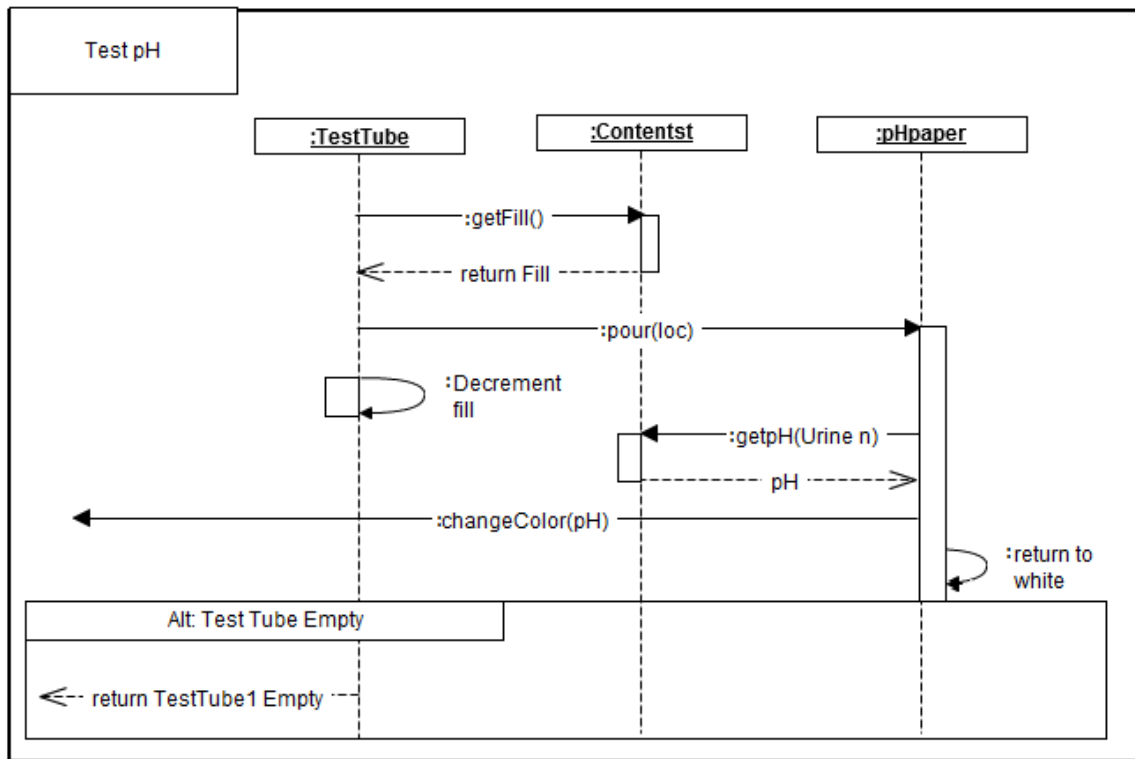 Test pH
:TestTube
:Contentst
:pHpaper
:getFill()
return Fill
:pour(loc)
:Decrement
fill
:getpH(Urine n)
pH
:changeColor(pH)
:return to
white
Alt: Test Tube Empty
return TestTube1 Empty